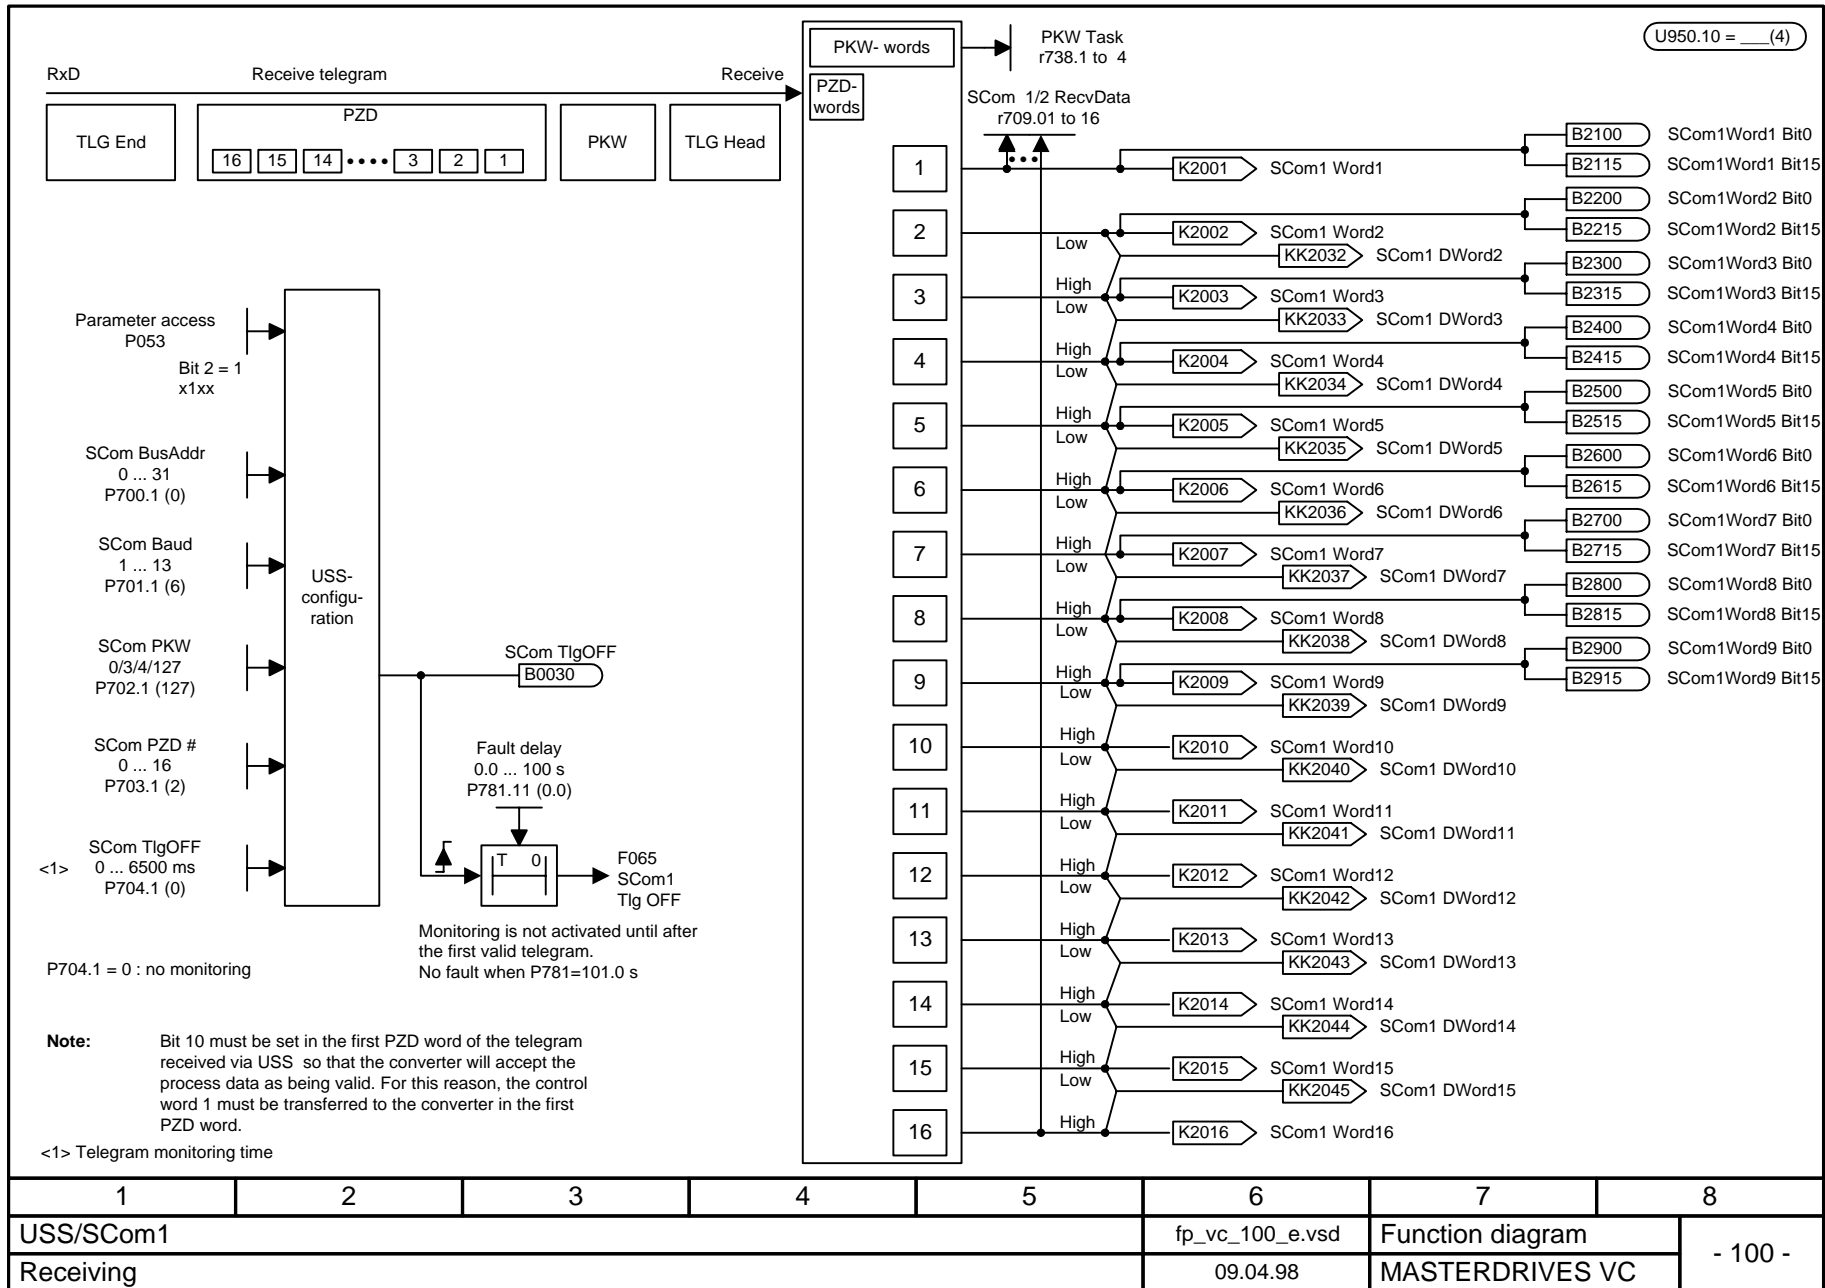 PKW- words
PKW Task
r738.1 to 4
U950.10 = ___(4)
RxD
Receive telegram
Receive
PZD-
words
SCom 1/2 RecvData
r709.01 to 16
TLG End
PZD
16 15 14 •••• 3 2 1
PKW
TLG Head
•••
1
K2001 SCom1 Word1
B2100 SCom1Word1 Bit0
B2115 SCom1Word1 Bit15
2
Low
K2002 SCom1 Word2
KK2032 SCom1 DWord2
B2200 SCom1Word2 Bit0
B2215 SCom1Word2 Bit15
3
High
Low
K2003 SCom1 Word3
KK2033 SCom1 DWord3
B2300 SCom1Word3 Bit0
B2315 SCom1Word3 Bit15
4
High
Low
K2004 SCom1 Word4
KK2034 SCom1 DWord4
B2400 SCom1Word4 Bit0
B2415 SCom1Word4 Bit15
5
High
Low
K2005 SCom1 Word5
KK2035 SCom1 DWord5
B2500 SCom1Word5 Bit0
B2515 SCom1Word5 Bit15
6
High
Low
K2006 SCom1 Word6
KK2036 SCom1 DWord6
B2600 SCom1Word6 Bit0
B2615 SCom1Word6 Bit15
7
High
Low
K2007 SCom1 Word7
KK2037 SCom1 DWord7
B2700 SCom1Word7 Bit0
B2715 SCom1Word7 Bit15
8
High
Low
K2008 SCom1 Word8
KK2038 SCom1 DWord8
B2800 SCom1Word8 Bit0
B2815 SCom1Word8 Bit15
9
High
Low
K2009 SCom1 Word9
KK2039 SCom1 DWord9
B2900 SCom1Word9 Bit0
B2915 SCom1Word9 Bit15
10
High
Low
K2010 SCom1 Word10
KK2040 SCom1 DWord10
11
High
Low
K2011 SCom1 Word11
KK2041 SCom1 DWord11
12
High
Low
K2012 SCom1 Word12
KK2042 SCom1 DWord12
13
High
Low
K2013 SCom1 Word13
KK2043 SCom1 DWord13
14
High
Low
K2014 SCom1 Word14
KK2044 SCom1 DWord14
15
High
Low
K2015 SCom1 Word15
KK2045 SCom1 DWord15
16
High
K2016 SCom1 Word16
Parameter access
P053
Bit 2 = 1
x1xx
SCom BusAddr
0 ... 31
P700.1 (0)
SCom Baud
1 ... 13
P701.1 (6)
SCom PKW
0/3/4/127
P702.1 (127)
SCom PZD #
0 ... 16
P703.1 (2)
<1>
SCom TlgOFF
0 ... 6500 ms
P704.1 (0)
USS-
configu-
ration
SCom TlgOFF
B0030
Fault delay
0.0 ... 100 s
P781.11 (0.0)
T 0
F065
SCom1
Tlg OFF
Monitoring is not activated until after
the first valid telegram.
No fault when P781=101.0 s
P704.1 = 0 : no monitoring
Note: Bit 10 must be set in the first PZD word of the telegram
received via USS so that the converter will accept the
process data as being valid. For this reason, the control
word 1 must be transferred to the converter in the first
PZD word.
<1> Telegram monitoring time
1 2 3 4 5 6 7 8
USS/SCom1
fp_vc_100_e.vsd
Function diagram
- 100 -
Receiving
09.04.98
MASTERDRIVES VC